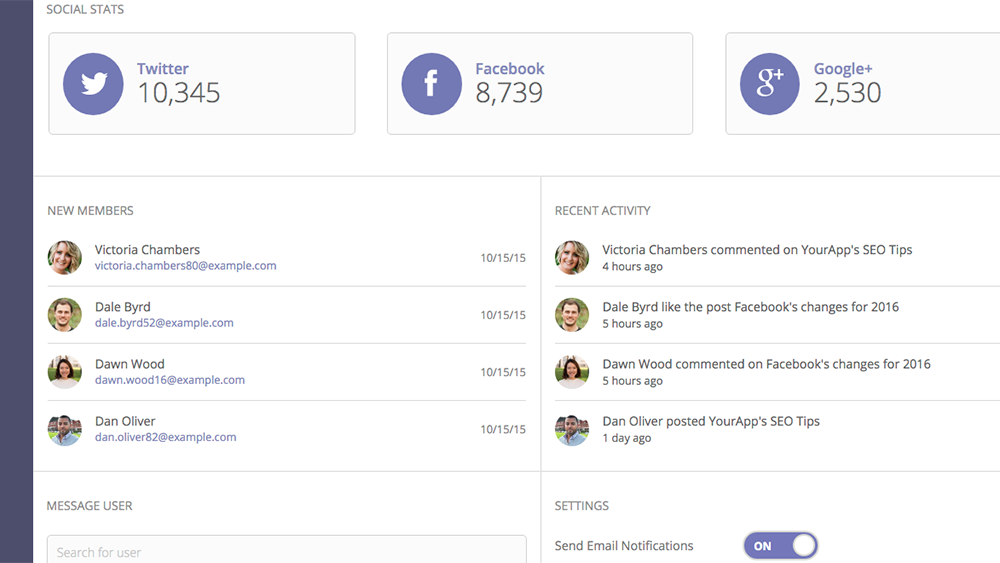 SOCIAL STATS
Twitter
10,345
Facebook
8,739
Google+
2,530
NEW MEMBERS
Victoria Chambers
victoria.chambers80@example.com
10/15/15
Dale Byrd
dale.byrd52@example.com
10/15/15
Dawn Wood
dawn.wood16@example.com
10/15/15
Dan Oliver
dan.oliver82@example.com
10/15/15
RECENT ACTIVITY
Victoria Chambers commented on YourApp's SEO Tips
4 hours ago
Dale Byrd like the post Facebook's changes for 2016
5 hours ago
Dawn Wood commented on Facebook's changes for 2016
5 hours ago
Dan Oliver posted YourApp's SEO Tips
1 day ago
MESSAGE USER
Search for user
SETTINGS
Send Email Notifications
ON